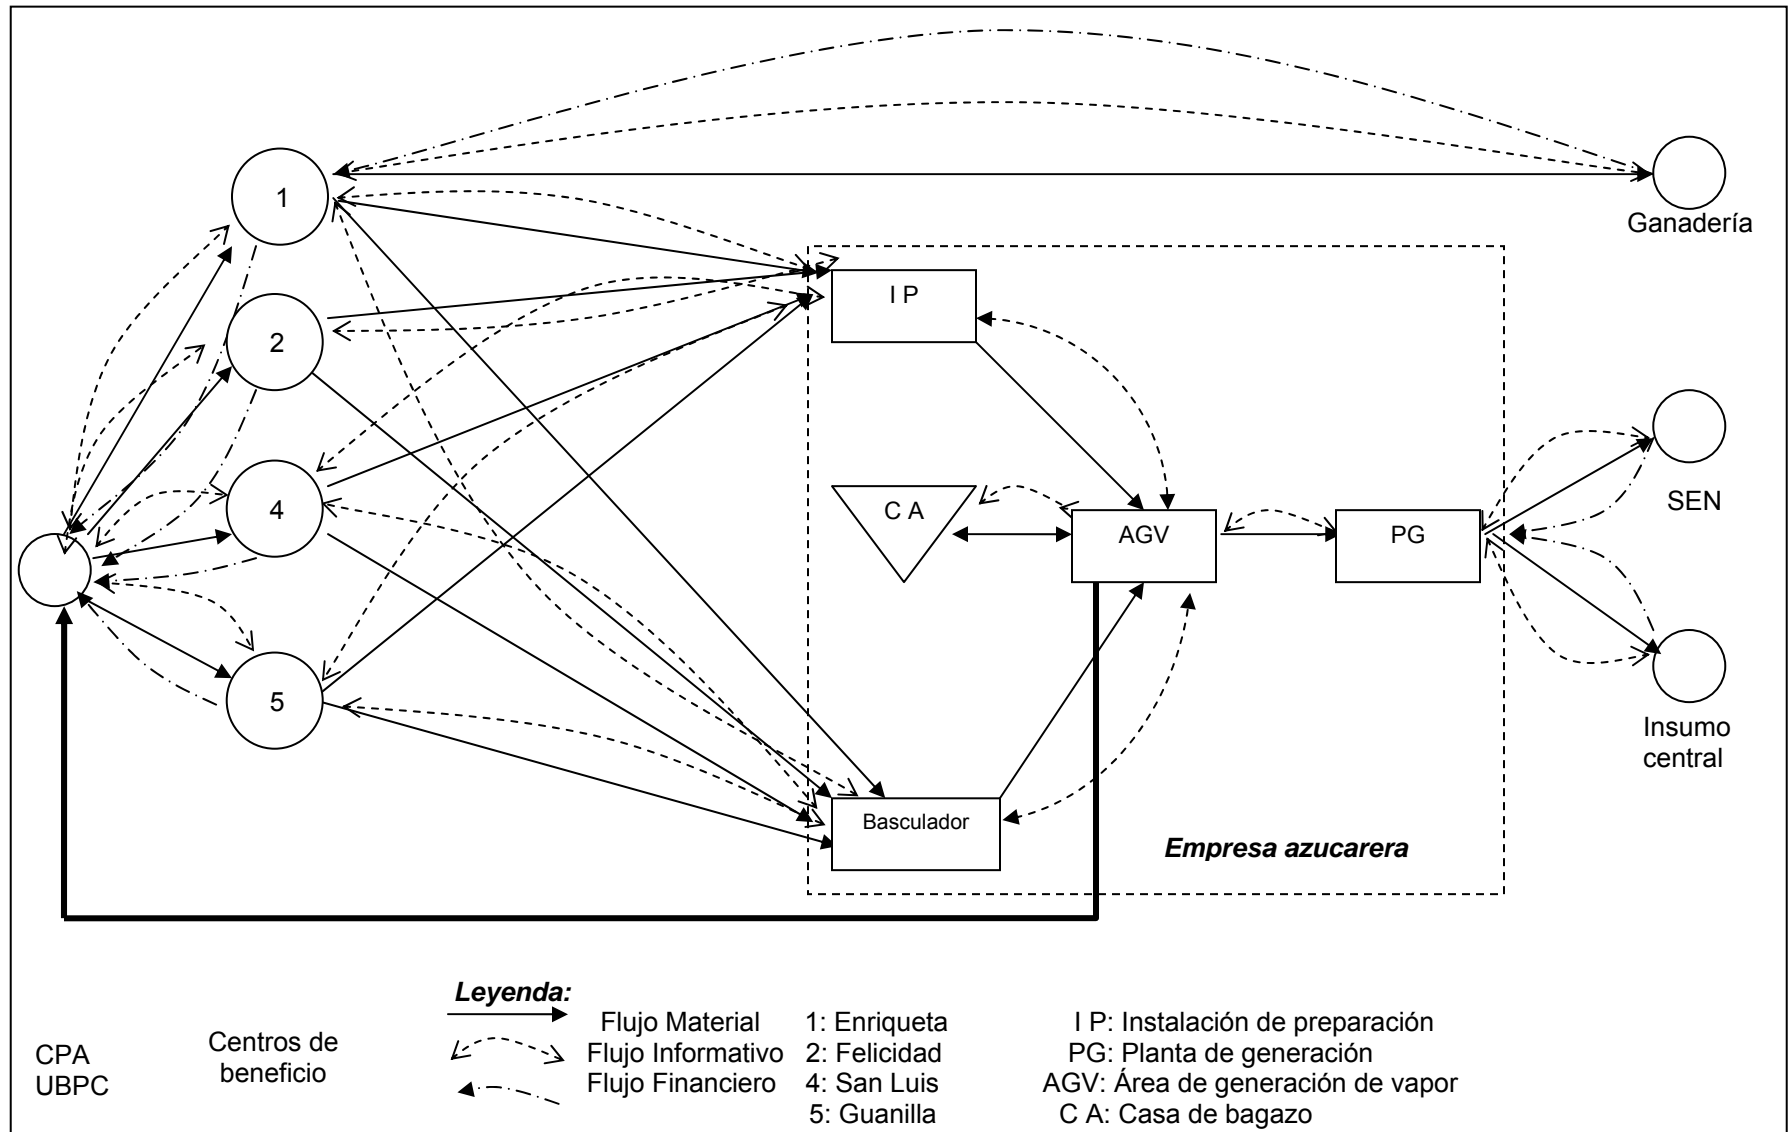 1
Ganadería
I P
2
C A
4
AGV
PG
SEN
5
Insumo
central
Basculador
Empresa azucarera
Leyenda:
Flujo Material
Flujo Informativo
Flujo Financiero
CPA
UBPC
Centros de
beneficio
1: Enriqueta
2: Felicidad
4: San Luis
5: Guanilla
I P: Instalación de preparación
PG: Planta de generación
AGV: Área de generación de vapor
C A: Casa de bagazo